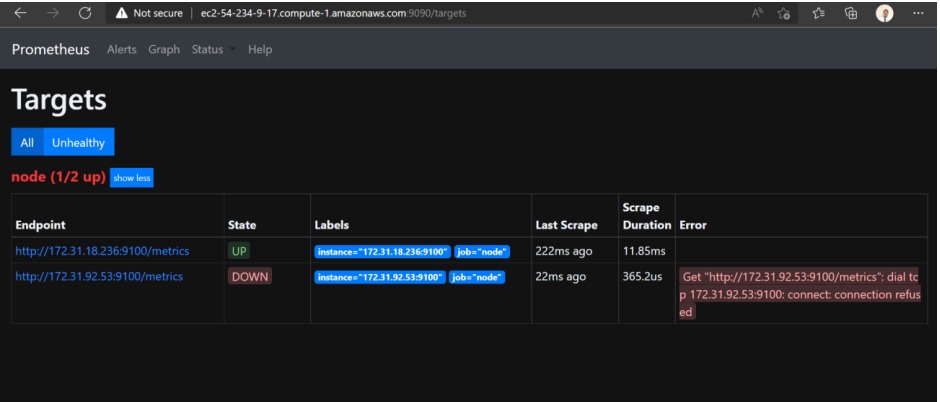 Not secure | ec2-54-234-9-17.compute-1.amazonaws.com:9090/targets
Prometheus Alerts Graph Status Help
Targets
All Unhealthy
node (1/2 up) show less
Endpoint State Labels Last Scrape Scrape Duration Error
http://172.31.18.236:9100/metrics UP instance="172.31.18.236:9100" job="node" 222ms ago 11.85ms
http://172.31.92.53:9100/metrics DOWN instance="172.31.92.53:9100" job="node" 22ms ago 365.2us Get "http://172.31.92.53:9100/metrics": dial tc
p 172.31.92.53:9100: connect: connection refus
ed